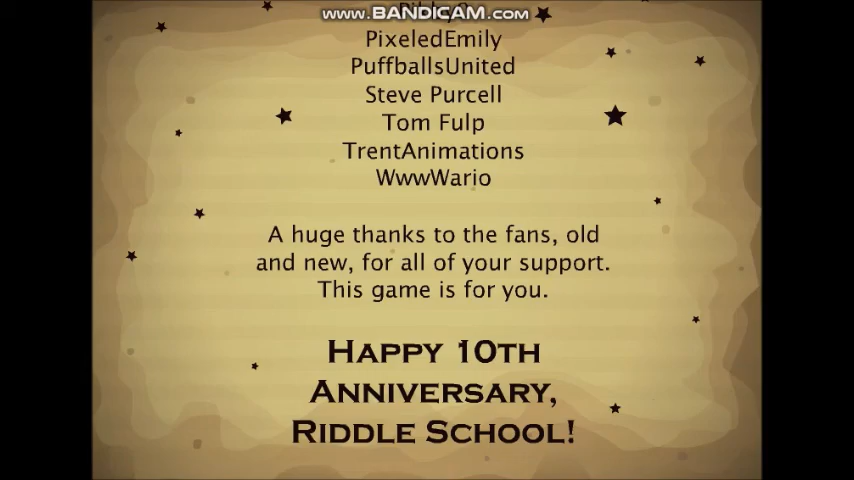 www.BANDICAM.com
PixeledEmily
PuffballsUnited
Steve Purcell
Tom Fulp
TrentAnimations
WwwWario
A huge thanks to the fans, old
and new, for all of your support.
This game is for you.
Happy 10th
Anniversary,
Riddle School!